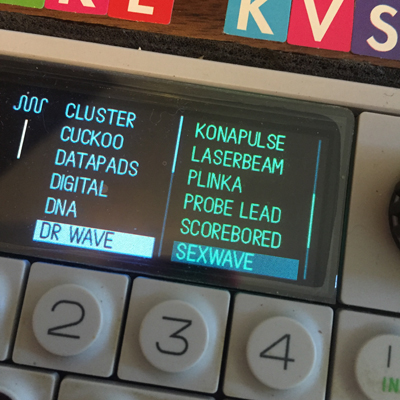 K V S
CLUSTER
CUCKOO
DATAPADS
DIGITAL
DNA
DR WAVE
KONAPULSE
LASERBEAM
PLINKA
PROBE LEAD
SCOREBORED
SEXWAVE
2
3
4